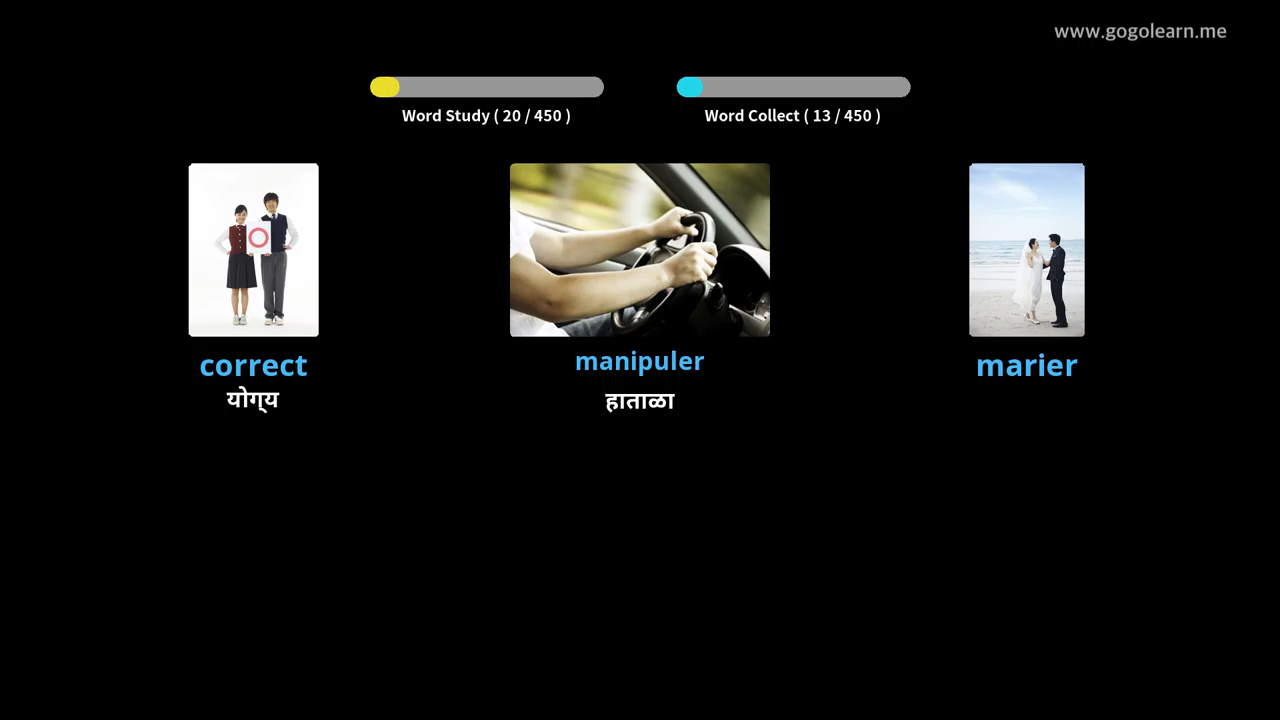 www.gogolearn.me
Word Study ( 20 / 450 )
Word Collect ( 13 / 450 )
correct
योग्य
manipuler
हाताळा
marier